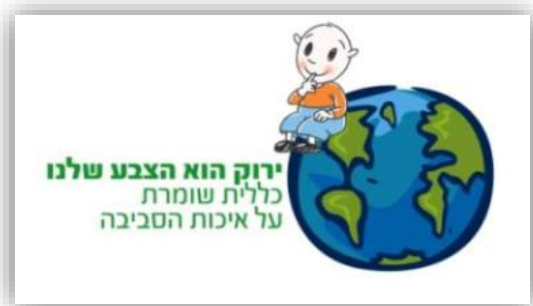 ירוק הוא הצבע שלנו
כללית שומרת
על איכות הסביבה